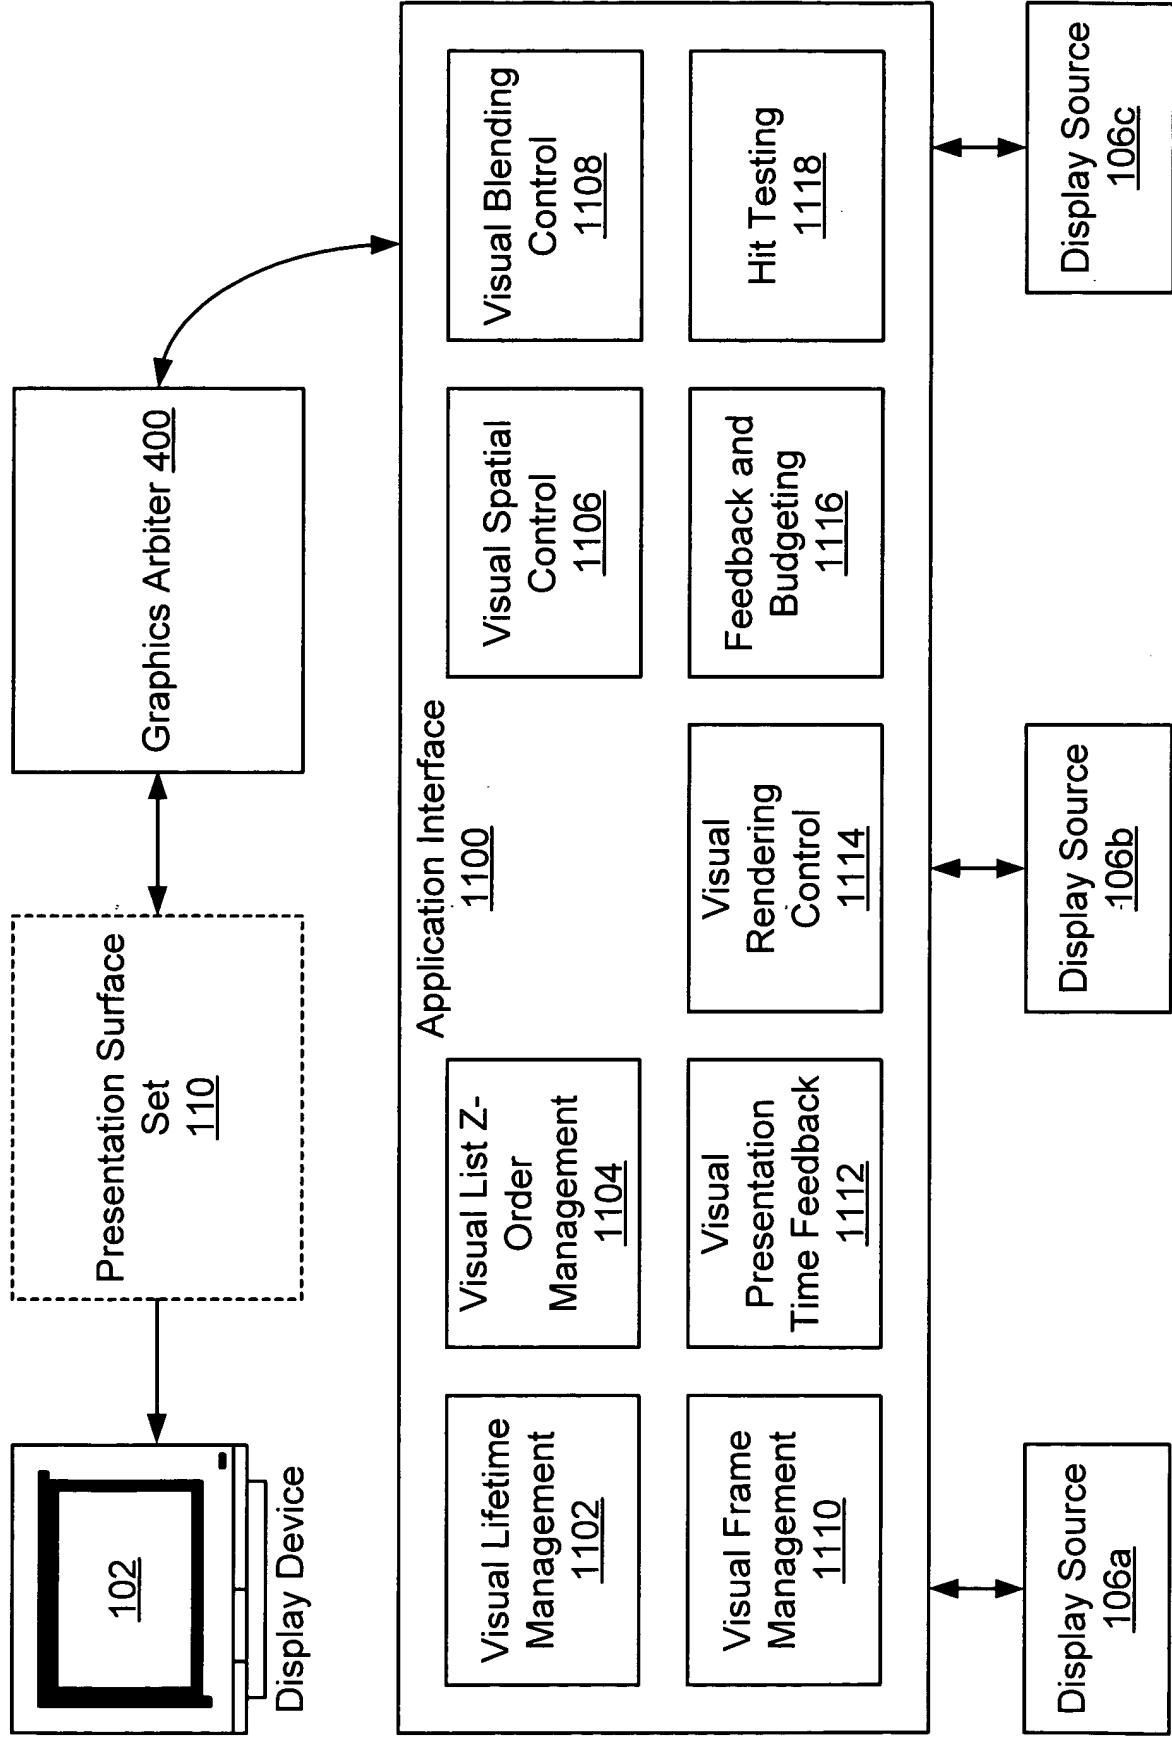 102
Display Device
Presentation Surface
Set
110
Graphics Arbiter 400
Application Interface
1100
Visual Lifetime
Management
1102
Visual List Z-
Order
Management
1104
Visual Spatial
Control
1106
Visual Blending
Control
1108
Visual Frame
Management
1110
Visual
Presentation
Time Feedback
1112
Visual
Rendering
Control
1114
Feedback and
Budgeting
1116
Hit Testing
1118
Display Source
106a
Display Source
106b
Display Source
106c